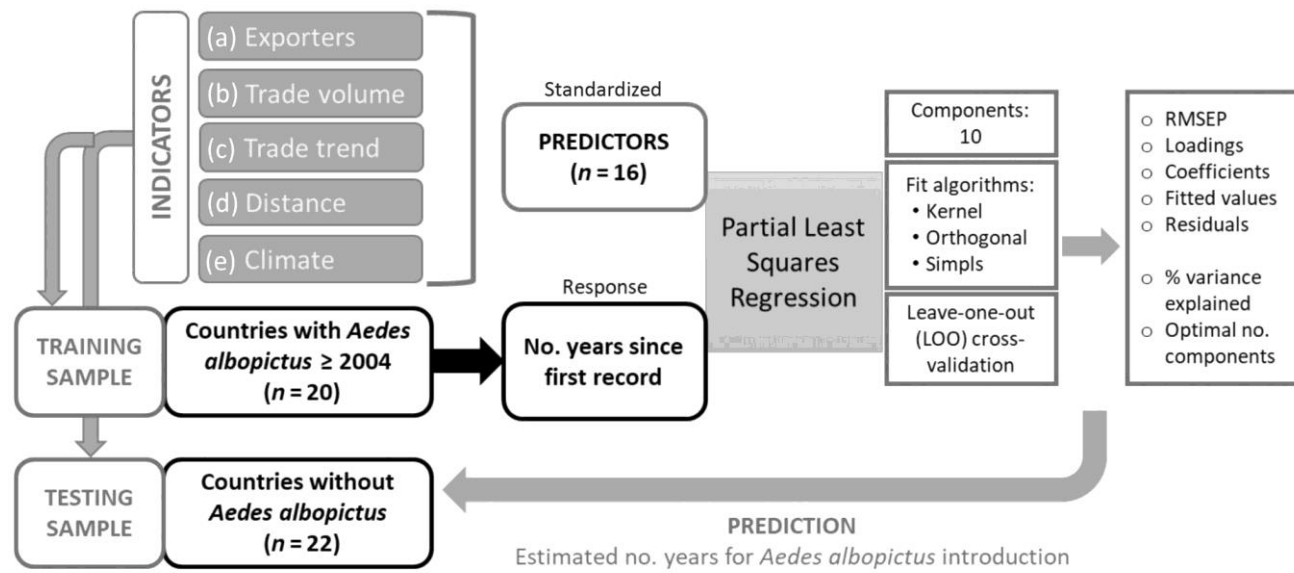 INDICATORS
(a) Exporters
(b) Trade volume
(c) Trade trend
(d) Distance
(e) Climate
Standardized
PREDICTORS
(n = 16)
Response
No. years since
first record
TRAINING
SAMPLE
Countries with Aedes
albopictus ≥ 2004
(n = 20)
TESTING
SAMPLE
Countries without
Aedes albopictus
(n = 22)
Partial Least
Squares
Regression
Components:
10
Fit algorithms:
• Kernel
• Orthogonal
• Simpls
Leave-one-out
(LOO) cross-
validation
o RMSEP
o Loadings
o Coefficients
o Fitted values
o Residuals
o % variance
explained
o Optimal no.
components
PREDICTION
Estimated no. years for Aedes albopictus introduction